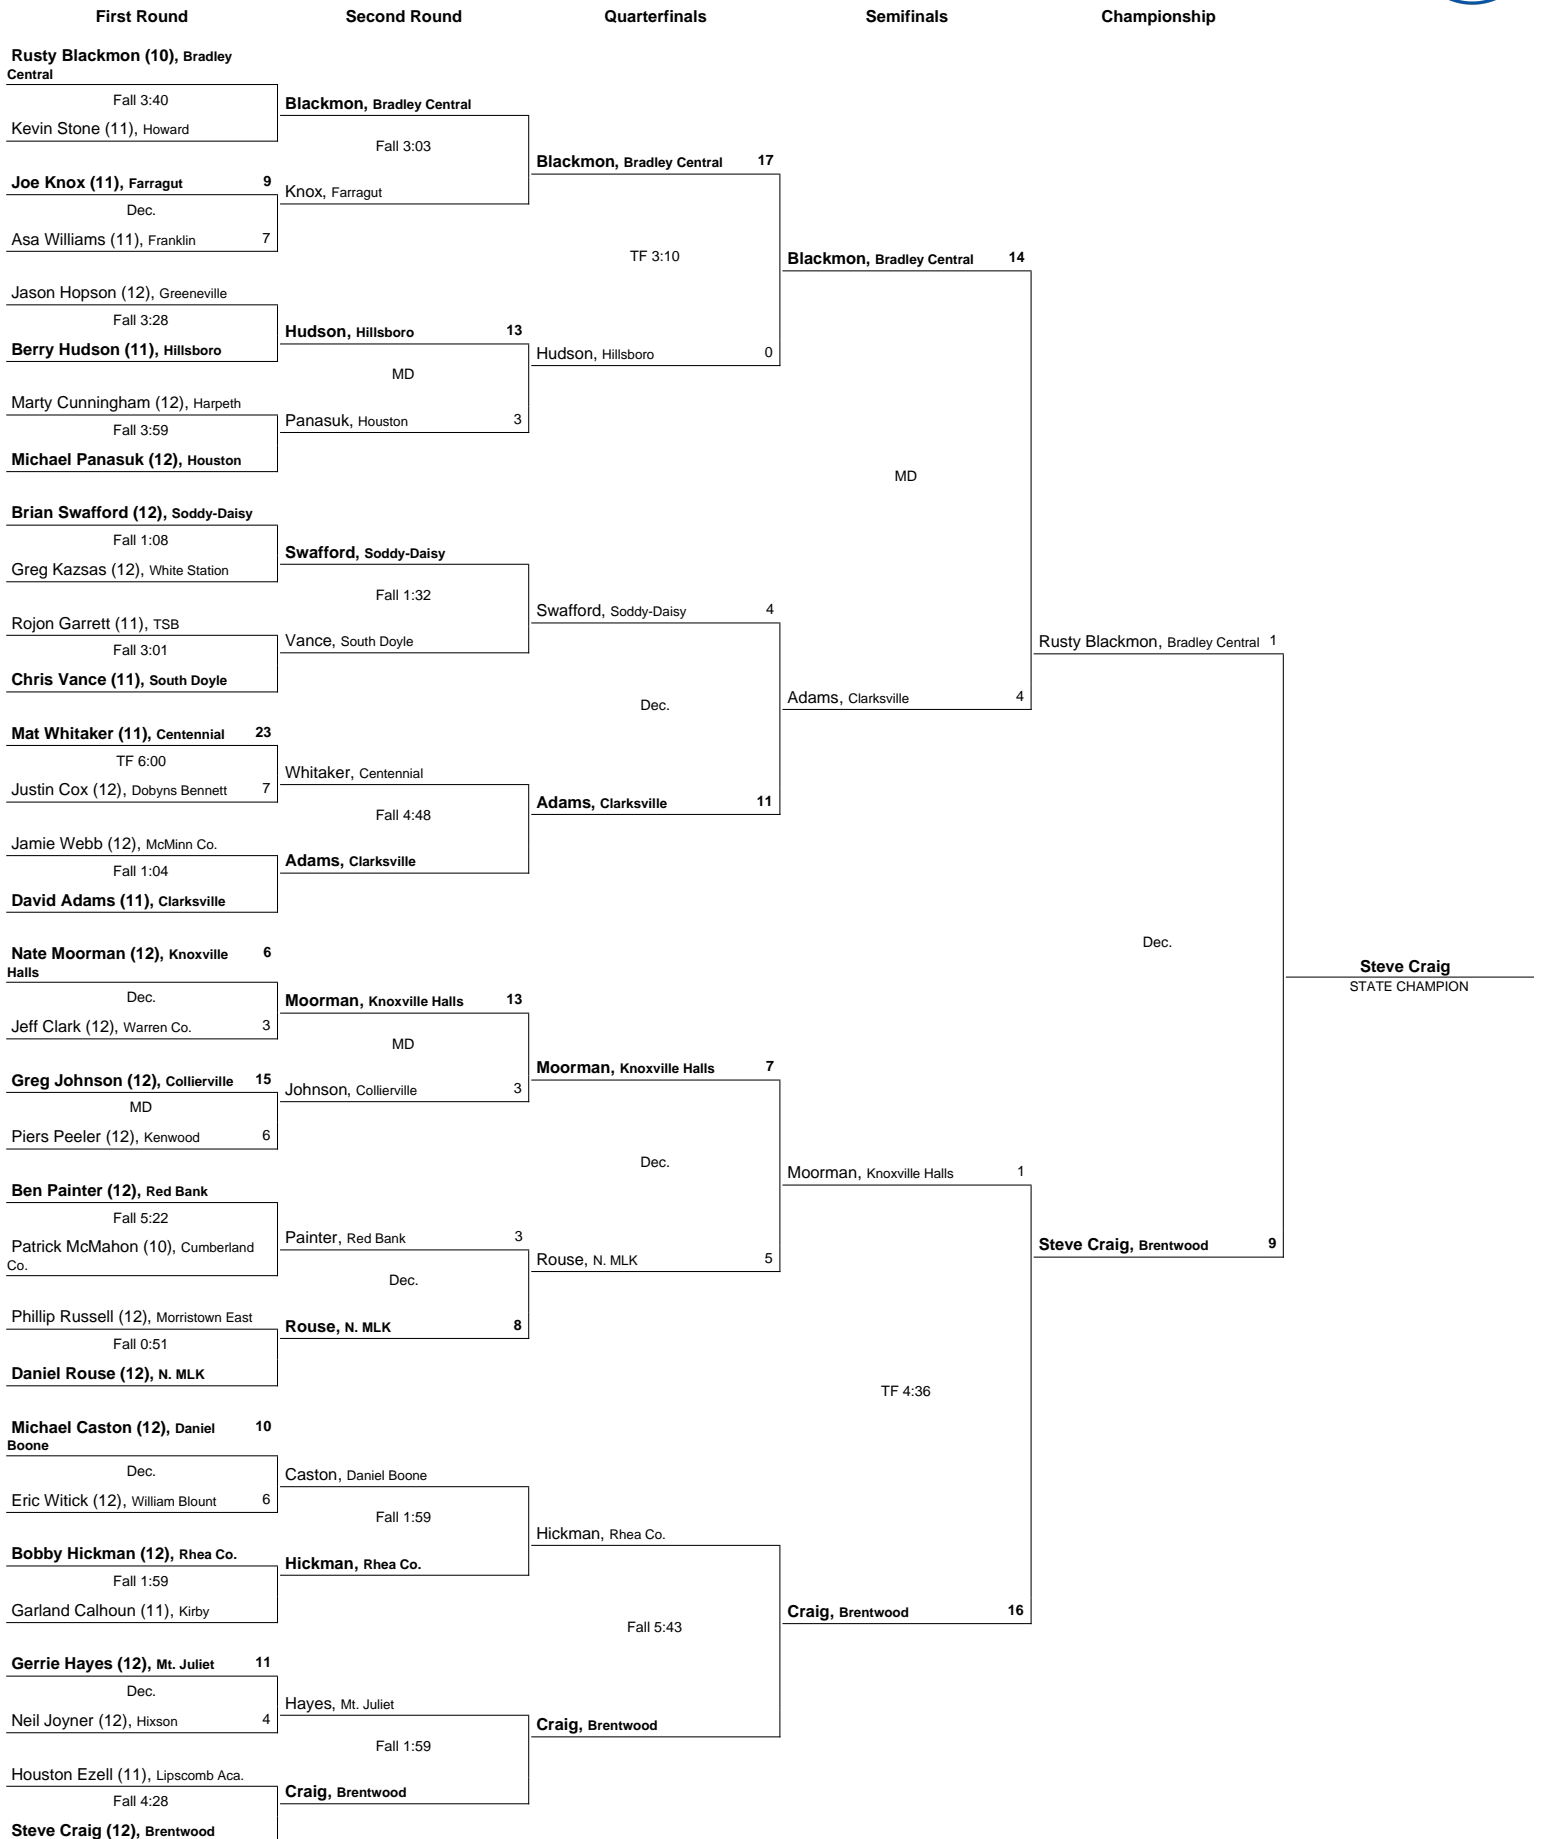 First Round Second Round Quarterfinals Semifinals Championship
Rusty Blackmon (10), Bradley
Central
Fall 3:40
Kevin Stone (11), Howard
Joe Knox (11), Farragut 9
Dec.
Asa Williams (11), Franklin 7
Jason Hopson (12), Greeneville
Fall 3:28
Berry Hudson (11), Hillsboro
Marty Cunningham (12), Harpeth
Fall 3:59
Michael Panasuk (12), Houston
Brian Swafford (12), Soddy-Daisy
Fall 1:08
Greg Kazsas (12), White Station
Rojon Garrett (11), TSB
Fall 3:01
Chris Vance (11), South Doyle
Mat Whitaker (11), Centennial 23
TF 6:00
Justin Cox (12), Dobyns Bennett 7
Jamie Webb (12), McMinn Co.
Fall 1:04
David Adams (11), Clarksville
Nate Moorman (12), Knoxville 6
Halls
Dec.
Jeff Clark (12), Warren Co. 3
Greg Johnson (12), Collierville 15
MD
Piers Peeler (12), Kenwood 6
Ben Painter (12), Red Bank
Fall 5:22
Patrick McMahon (10), Cumberland
Co.
Phillip Russell (12), Morristown East
Fall 0:51
Daniel Rouse (12), N. MLK
Michael Caston (12), Daniel 10
Boone
Dec.
Eric Witick (12), William Blount 6
Bobby Hickman (12), Rhea Co.
Fall 1:59
Garland Calhoun (11), Kirby
Gerrie Hayes (12), Mt. Juliet 11
Dec.
Neil Joyner (12), Hixson 4
Houston Ezell (11), Lipscomb Aca.
Fall 4:28
Steve Craig (12), Brentwood
Blackmon, Bradley Central
Fall 3:03
Knox, Farragut
Hudson, Hillsboro 13
MD
Panasuk, Houston 3
Swafford, Soddy-Daisy
Fall 1:32
Vance, South Doyle
Whitaker, Centennial
Fall 4:48
Adams, Clarksville
Moorman, Knoxville Halls 13
MD
Johnson, Collierville 3
Painter, Red Bank 3
Dec.
Rouse, N. MLK 8
Caston, Daniel Boone
Fall 1:59
Hickman, Rhea Co.
Hayes, Mt. Juliet
Fall 1:59
Craig, Brentwood
Blackmon, Bradley Central 17
TF 3:10
Hudson, Hillsboro 0
Swafford, Soddy-Daisy 4
Dec.
Adams, Clarksville 11
Moorman, Knoxville Halls 7
Dec.
Rouse, N. MLK 5
Hickman, Rhea Co.
Fall 5:43
Craig, Brentwood
Blackmon, Bradley Central 14
MD
Adams, Clarksville 4
Moorman, Knoxville Halls 1
TF 4:36
Craig, Brentwood 16
Rusty Blackmon, Bradley Central 1
Dec.
Steve Craig, Brentwood 9
Steve Craig
STATE CHAMPION